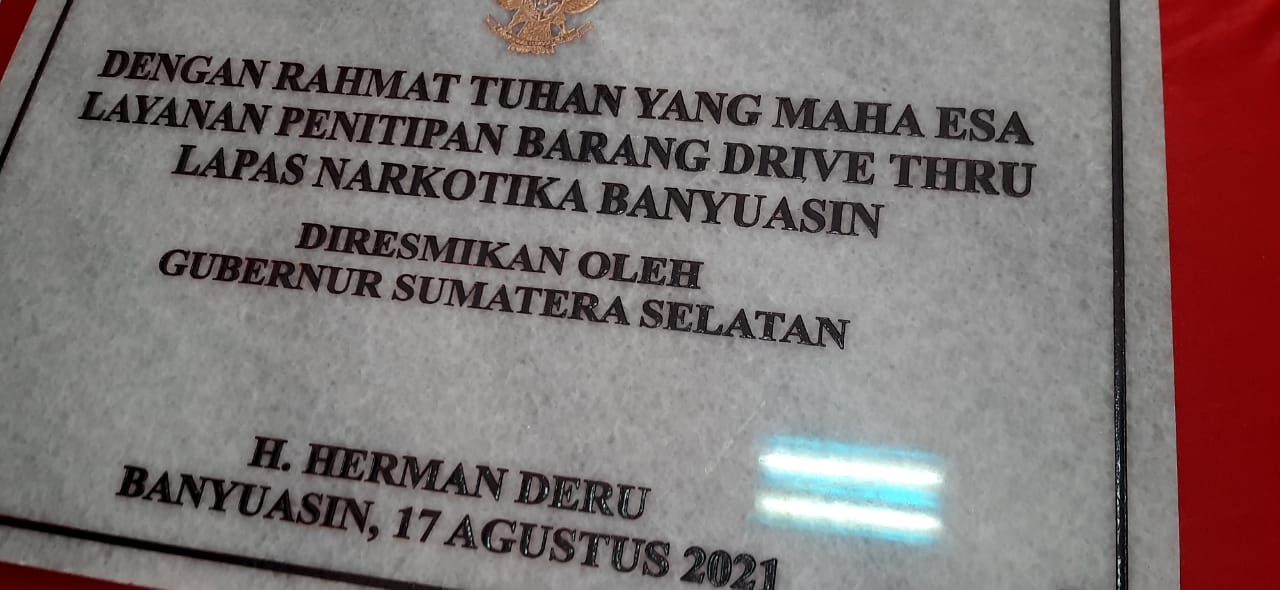 DENGAN RAHMAT TUHAN YANG MAHA ESA
LAYANAN PENITIPAN BARANG DRIVE THRU
LAPAS NARKOTIKA BANYUASIN
DIRESMIKAN OLEH
GUBERNUR SUMATERA SELATAN
H. HERMAN DERU
BANYUASIN, 17 AGUSTUS 2021